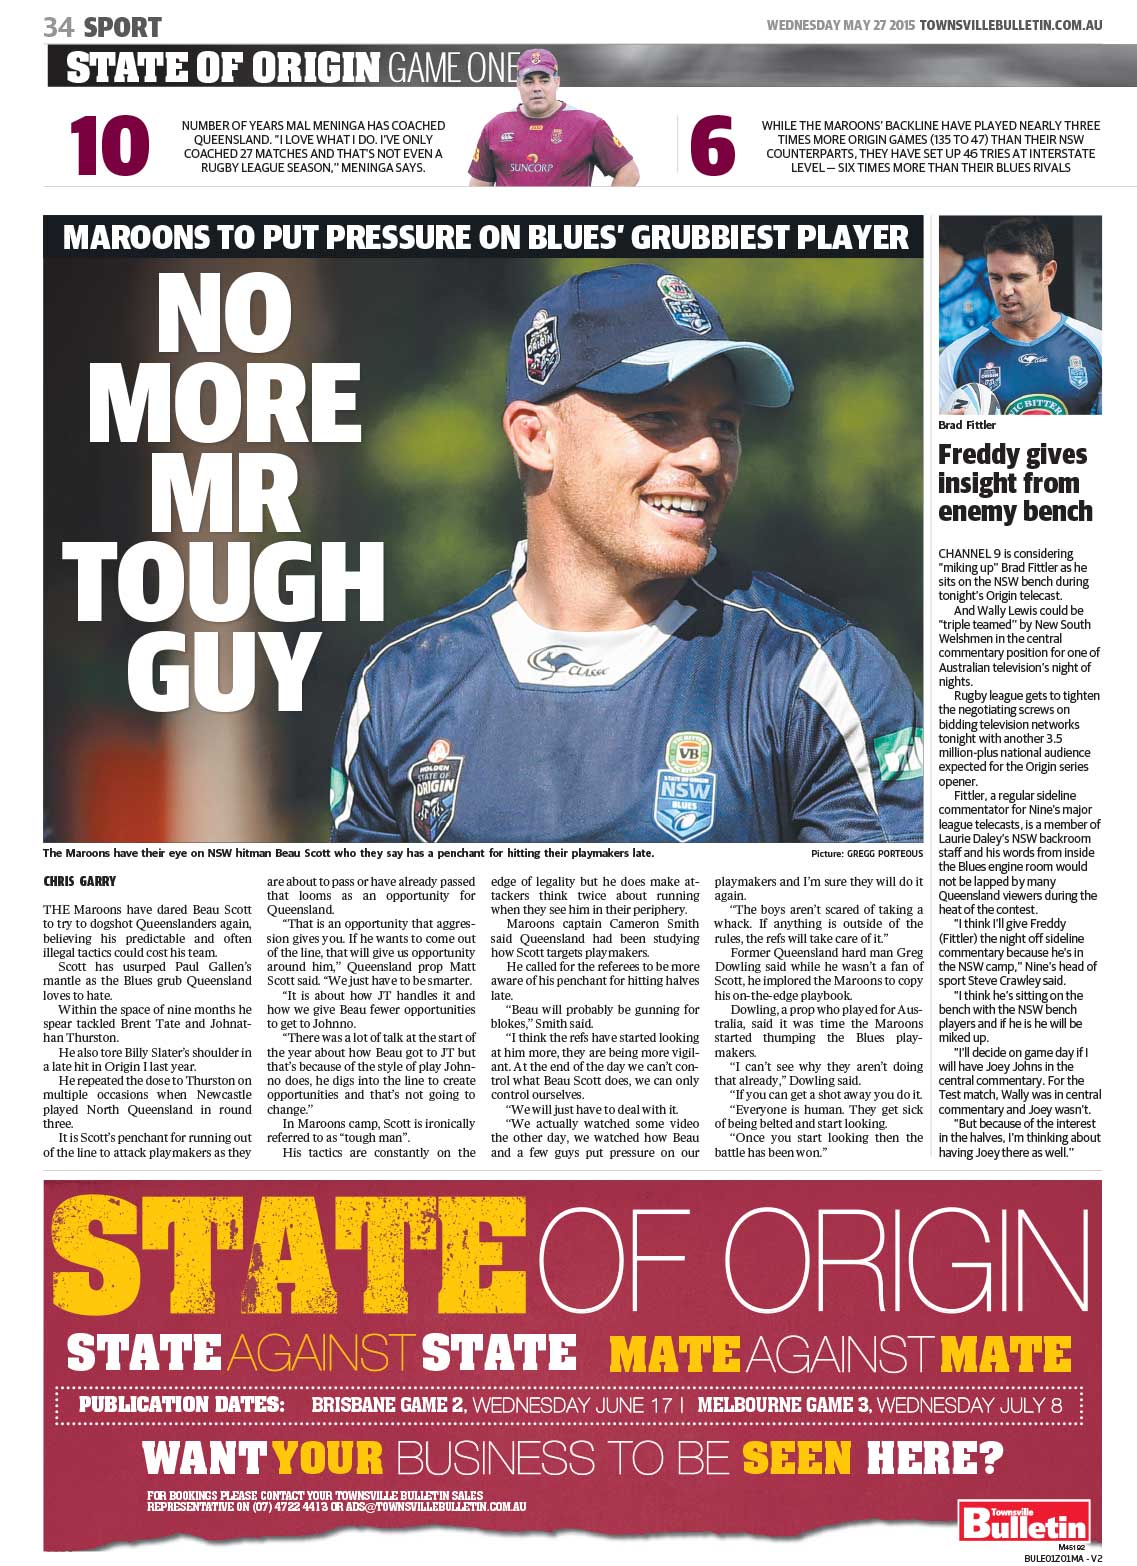 34 SPORT
WEDNESDAY MAY 27 2015 TOWNSVILLEBULLETIN.COM.AU
STATE OF ORIGIN GAME ONE
10
NUMBER OF YEARS MAL MENINGA HAS COACHED
QUEENSLAND. "I LOVE WHAT I DO. I'VE ONLY
COACHED 27 MATCHES AND THAT'S NOT EVEN A
RUGBY LEAGUE SEASON," MENINGA SAYS.
SUNCORP
6
WHILE THE MAROONS' BACKLINE HAVE PLAYED NEARLY THREE
TIMES MORE ORIGIN GAMES (135 TO 47) THAN THEIR NSW
COUNTERPARTS, THEY HAVE SET UP 46 TRIES AT INTERSTATE
LEVEL — SIX TIMES MORE THAN THEIR BLUES RIVALS
MAROONS TO PUT PRESSURE ON BLUES' GRUBBIEST PLAYER
NO
MORE
MR
TOUGH
GUY
VB
NSW
ORIGIN
CLASSIC
HOLDEN
STATE OF
ORIGIN
VB
STATE OF ORIGIN
NSW
BLUES
The Maroons have their eye on NSW hitman Beau Scott who they say has a penchant for hitting their playmakers late.
Picture: GREGG PORTEOUS
CHRIS GARRY
THE Maroons have dared Beau Scott
to try to dogshot Queenslanders again,
believing his predictable and often
illegal tactics could cost his team.
Scott has usurped Paul Gallen's
mantle as the Blues grub Queensland
loves to hate.
Within the space of nine months he
spear tackled Brent Tate and Johnat-
han Thurston.
He also tore Billy Slater's shoulder in
a late hit in Origin I last year.
He repeated the dose to Thurston on
multiple occasions when Newcastle
played North Queensland in round
three.
It is Scott's penchant for running out
of the line to attack playmakers as they
are about to pass or have already passed
that looms as an opportunity for
Queensland.
"That is an opportunity that aggres-
sion gives you. If he wants to come out
of the line, that will give us opportunity
around him," Queensland prop Matt
Scott said. "We just have to be smarter.
"It is about how JT handles it and
how we give Beau fewer opportunities
to get to Johnno.
"There was a lot of talk at the start of
the year about how Beau got to JT but
that's because of the style of play John-
no does, he digs into the line to create
opportunities and that's not going to
change."
In Maroons camp, Scott is ironically
referred to as "tough man".
His tactics are constantly on the
edge of legality but he does make at-
tackers think twice about running
when they see him in their periphery.
Maroons captain Cameron Smith
said Queensland had been studying
how Scott targets playmakers.
He called for the referees to be more
aware of his penchant for hitting halves
late.
"Beau will probably be gunning for
blokes," Smith said.
"I think the refs have started looking
at him more, they are being more vigil-
ant. At the end of the day we can't con-
trol what Beau Scott does, we can only
control ourselves.
"We will just have to deal with it.
"We actually watched some video
the other day, we watched how Beau
and a few guys put pressure on our
playmakers and I'm sure they will do it
again.
"The boys aren't scared of taking a
whack. If anything is outside of the
rules, the refs will take care of it."
Former Queensland hard man Greg
Dowling said while he wasn't a fan of
Scott, he implored the Maroons to copy
his on-the-edge playbook.
Dowling, a prop who played for Aus-
tralia, said it was time the Maroons
started thumping the Blues play-
makers.
"I can't see why they aren't doing
that already," Dowling said.
"If you can get a shot away you do it.
"Everyone is human. They get sick
of being belted and start looking.
"Once you start looking then the
battle has been won."
VIC BITTER
Brad Fittler
Freddy gives
insight from
enemy bench
CHANNEL 9 is considering
"miking up" Brad Fittler as he
sits on the NSW bench during
tonight's Origin telecast.
And Wally Lewis could be
"triple teamed" by New South
Welshmen in the central
commentary position for one of
Australian television's night of
nights.
Rugby league gets to tighten
the negotiating screws on
bidding television networks
tonight with another 3.5
million-plus national audience
expected for the Origin series
opener.
Fittler, a regular sideline
commentator for Nine's major
league telecasts, is a member of
Laurie Daley's NSW backroom
staff and his words from inside
the Blues engine room would
not be lapped by many
Queensland viewers during the
heat of the contest.
"I think I'll give Freddy
(Fittler) the night off sideline
commentary because he's in
the NSW camp," Nine's head of
sport Steve Crawley said.
"I think he's sitting on the
bench with the NSW bench
players and if he is he will be
miked up.
"I'll decide on game day if I
will have Joey Johns in the
central commentary. For the
Test match, Wally was in central
commentary and Joey wasn't.
"But because of the interest
in the halves, I'm thinking about
having Joey there as well."
STATE OF ORIGIN
STATE AGAINST STATE MATE AGAINST MATE
PUBLICATION DATES: BRISBANE GAME 2, WEDNESDAY JUNE 17 | MELBOURNE GAME 3, WEDNESDAY JULY 8
WANT YOUR BUSINESS TO BE SEEN HERE?
FOR BOOKINGS PLEASE CONTACT YOUR TOWNSVILLE BULLETIN SALES
REPRESENTATIVE ON (07) 4722 4413 OR ADS@TOWNSVILLEBULLETIN.COM.AU
Townsville
Bulletin
M45192
BULE01Z01MA - V2